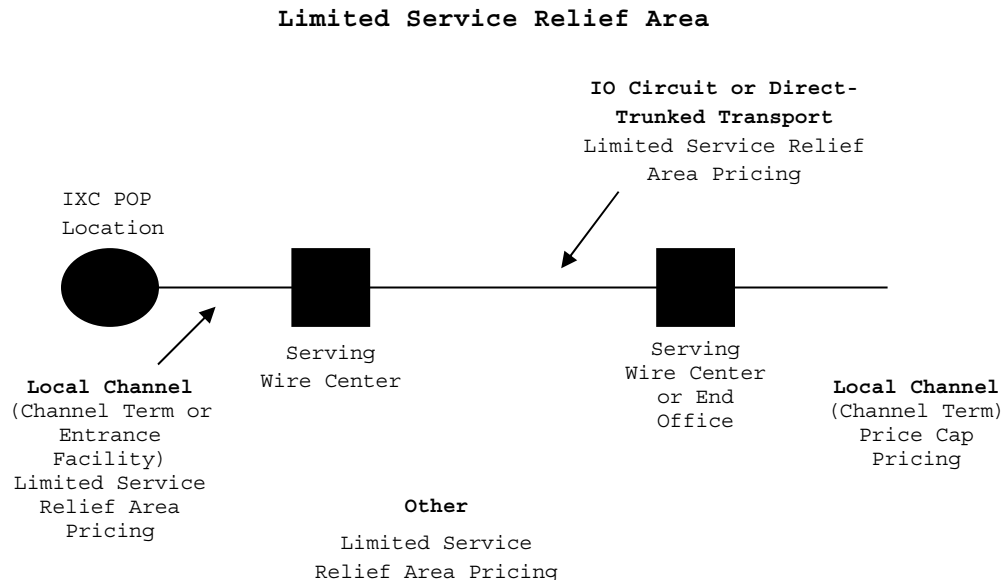 Limited Service Relief Area
IO Circuit or Direct-
Trunked Transport
Limited Service Relief
Area Pricing
IXC POP
Location
Serving
Wire Center
Serving
Wire Center
or End
Office
Local Channel
(Channel Term or
Entrance
Facility)
Limited Service
Relief Area
Pricing
Local Channel
(Channel Term)
Price Cap
Pricing
Other
Limited Service
Relief Area Pricing